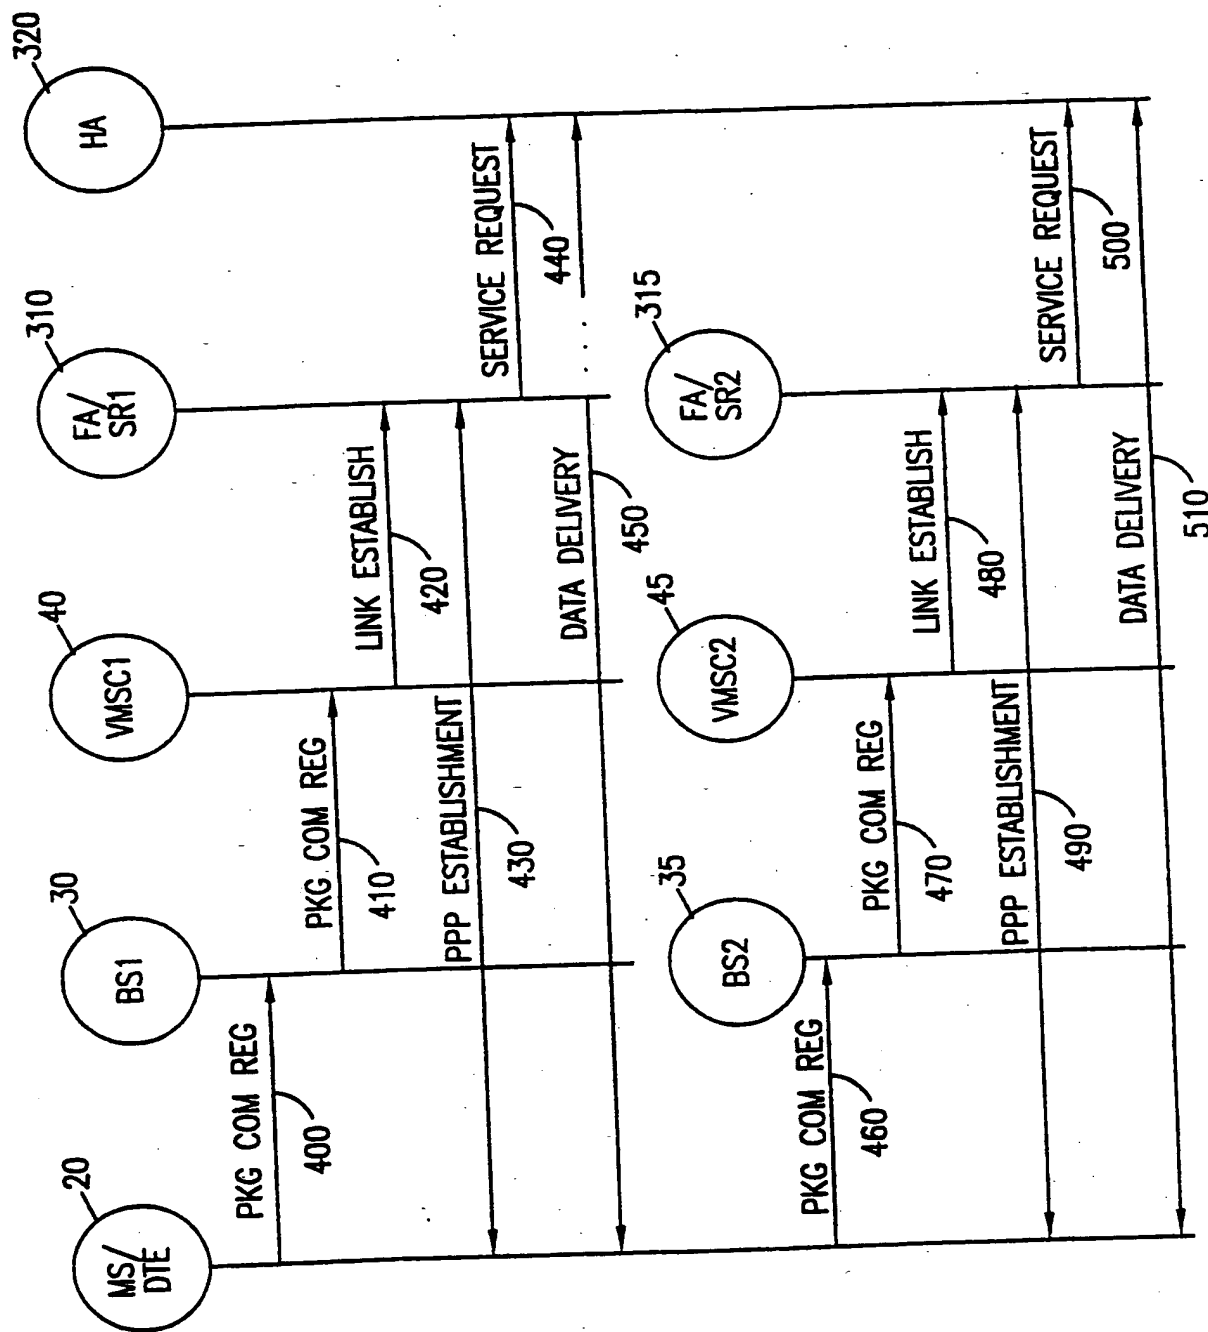 20
MS/
DTE
30
BS1
40
VMSC1
310
FA/
SR1
320
HA
PKG COM REG
400
PKG COM REG
410
LINK ESTABLISH
420
PPP ESTABLISHMENT
430
SERVICE REQUEST
440
DATA DELIVERY
450
. . .
35
BS2
45
VMSC2
315
FA/
SR2
PKG COM REG
460
PKG COM REG
470
LINK ESTABLISH
480
PPP ESTABLISHMENT
490
SERVICE REQUEST
500
DATA DELIVERY
510